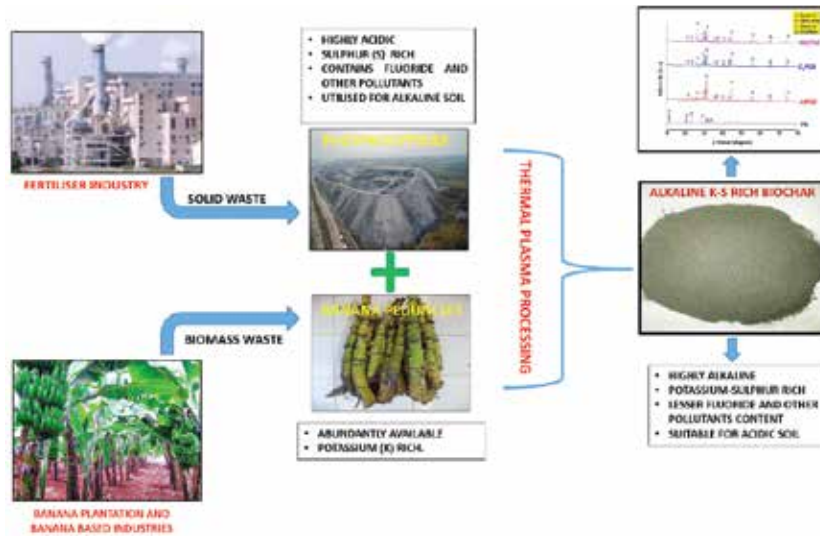 FERTILISER INDUSTRY
SOLID WASTE
• HIGHLY ACIDIC
• SULPHUR (S) RICH
• CONTAINS FLUORIDE AND
OTHER POLLUTANTS
• UTILISED FOR ALKALINE SOIL
BANANA PLANTATION AND
BANANA BASED INDUSTRIES
BIOMASS WASTE
BANANA PEDUNCLES
• ABUNDANTLY AVAILABLE
• POTASSIUM (K) RICH.
THERMAL PLASMA PROCESSING
ALKALINE K-S RICH BIOCHAR
• HIGHLY ALKALINE
• POTASSIUM-SULPHUR RICH
• LESSER FLUORIDE AND OTHER
POLLUTANTS CONTENT
• SUITABLE FOR ACIDIC SOIL